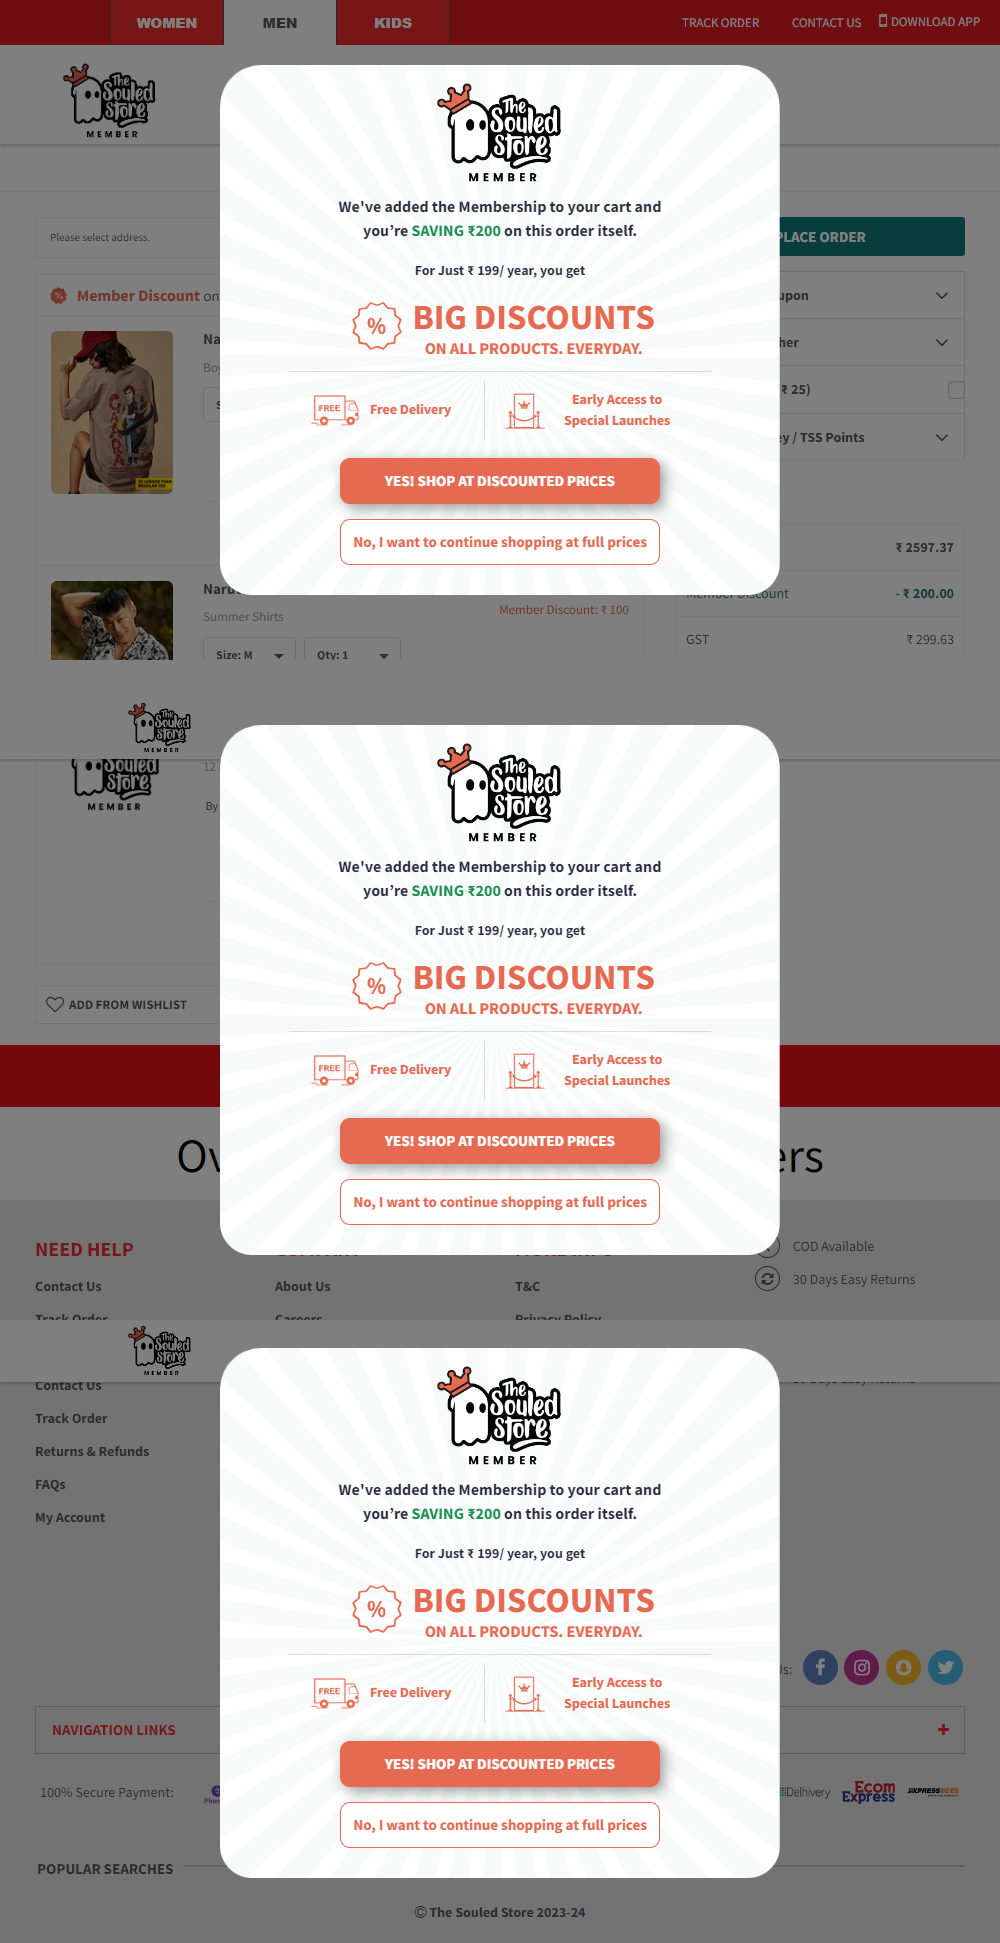 WOMEN
MEN
KIDS
TRACK ORDER
CONTACT US
DOWNLOAD APP
The
Souled
Store
MEMBER
The
Souled
Store
MEMBER
We've added the Membership to your cart and
you're SAVING ₹200 on this order itself.
For Just ₹ 199/ year, you get
%
BIG DISCOUNTS
ON ALL PRODUCTS. EVERYDAY.
FREE
Free Delivery
Early Access to
Special Launches
YES! SHOP AT DISCOUNTED PRICES
No, I want to continue shopping at full prices
Please select address.
PLACE ORDER
Member Discount on
₹ 25)
/ TSS Points
₹ 2597.37
Member Discount
- ₹ 200.00
GST
₹ 299.63
Summer Shirts
Member Discount: ₹ 100
Size: M
Qty: 1
The
Souled
Store
MEMBER
Souled
Store
MEMBER
12
By
The
Souled
Store
MEMBER
We've added the Membership to your cart and
you're SAVING ₹200 on this order itself.
For Just ₹ 199/ year, you get
%
BIG DISCOUNTS
ON ALL PRODUCTS. EVERYDAY.
FREE
Free Delivery
Early Access to
Special Launches
YES! SHOP AT DISCOUNTED PRICES
No, I want to continue shopping at full prices
ADD FROM WISHLIST
NEED HELP
Contact Us
Track Order
About Us
Careers
T&C
Privacy Policy
COD Available
30 Days Easy Returns
The
Souled
Store
MEMBER
Contact Us
Track Order
Returns & Refunds
FAQs
My Account
The
Souled
Store
MEMBER
We've added the Membership to your cart and
you're SAVING ₹200 on this order itself.
For Just ₹ 199/ year, you get
%
BIG DISCOUNTS
ON ALL PRODUCTS. EVERYDAY.
FREE
Free Delivery
Early Access to
Special Launches
YES! SHOP AT DISCOUNTED PRICES
No, I want to continue shopping at full prices
Us:
NAVIGATION LINKS
100% Secure Payment:
Delhivery
Ecom
Express
XPRESSBEES
POPULAR SEARCHES
© The Souled Store 2023-24